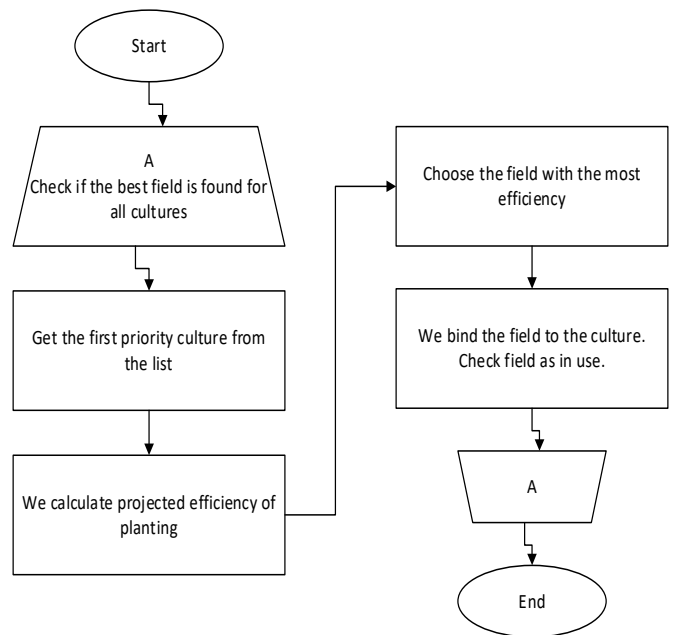 Start
A
Check if the best field is found for
all cultures
Get the first priority culture from
the list
We calculate projected efficiency of
planting
Choose the field with the most
efficiency
We bind the field to the culture.
Check field as in use.
A
End